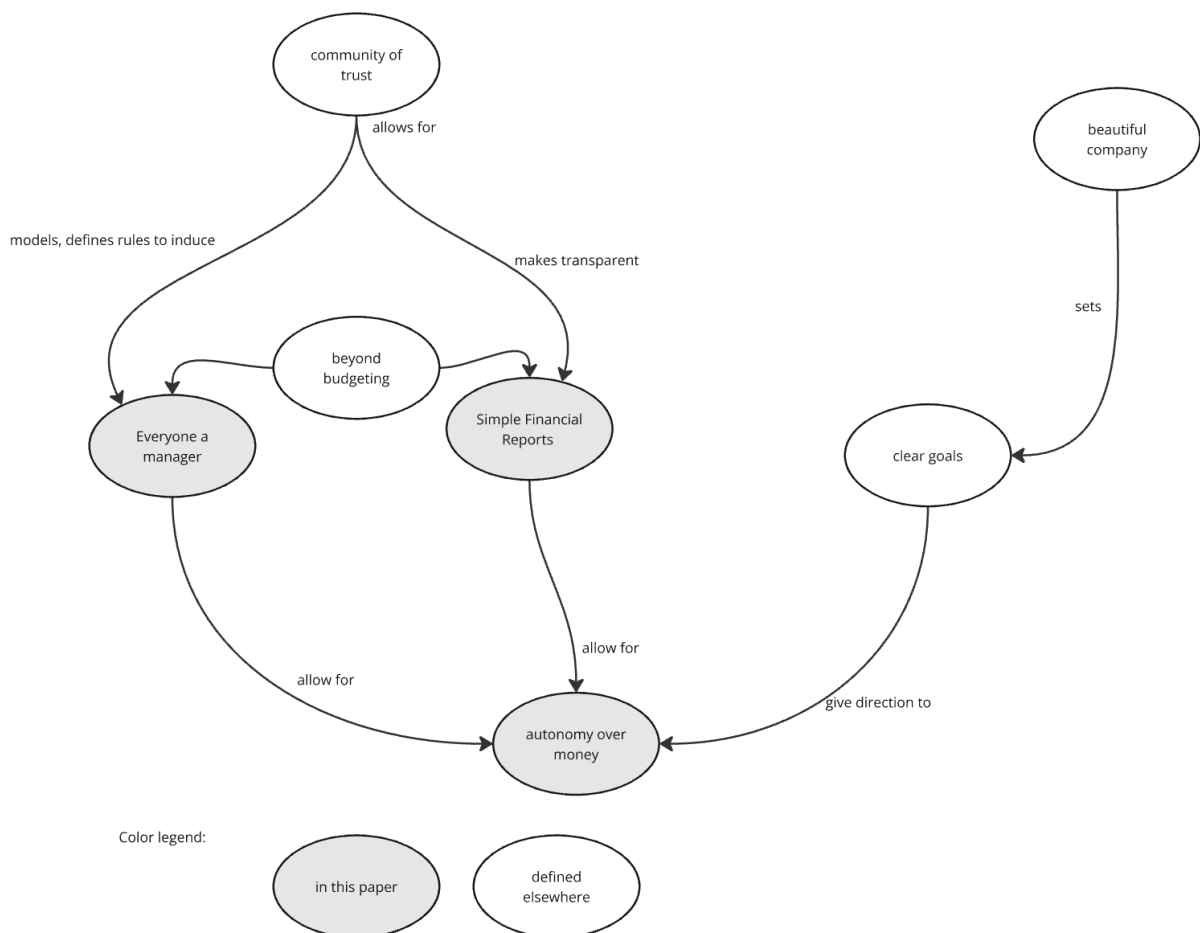 community of
trust
allows for
beautiful
company
models, defines rules to induce
makes transparent
sets
beyond
budgeting
Everyone a
manager
Simple Financial
Reports
clear goals
allow for
allow for
give direction to
autonomy over
money
Color legend:
in this paper
defined
elsewhere